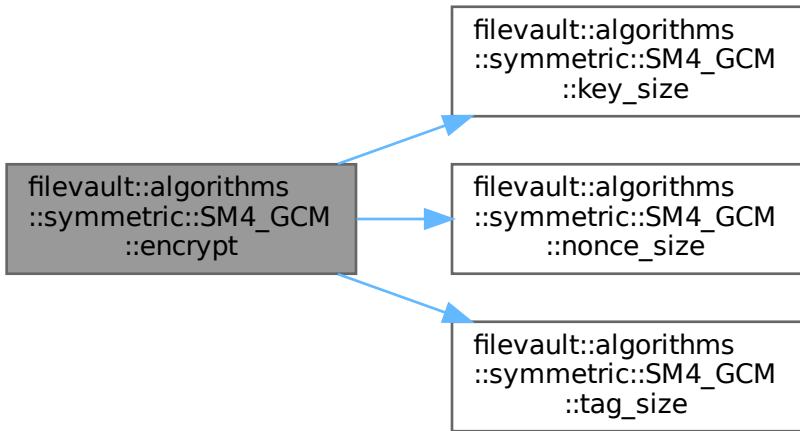 filevault::algorithms
::symmetric::SM4_GCM
::encrypt
filevault::algorithms
::symmetric::SM4_GCM
::key_size
filevault::algorithms
::symmetric::SM4_GCM
::nonce_size
filevault::algorithms
::symmetric::SM4_GCM
::tag_size